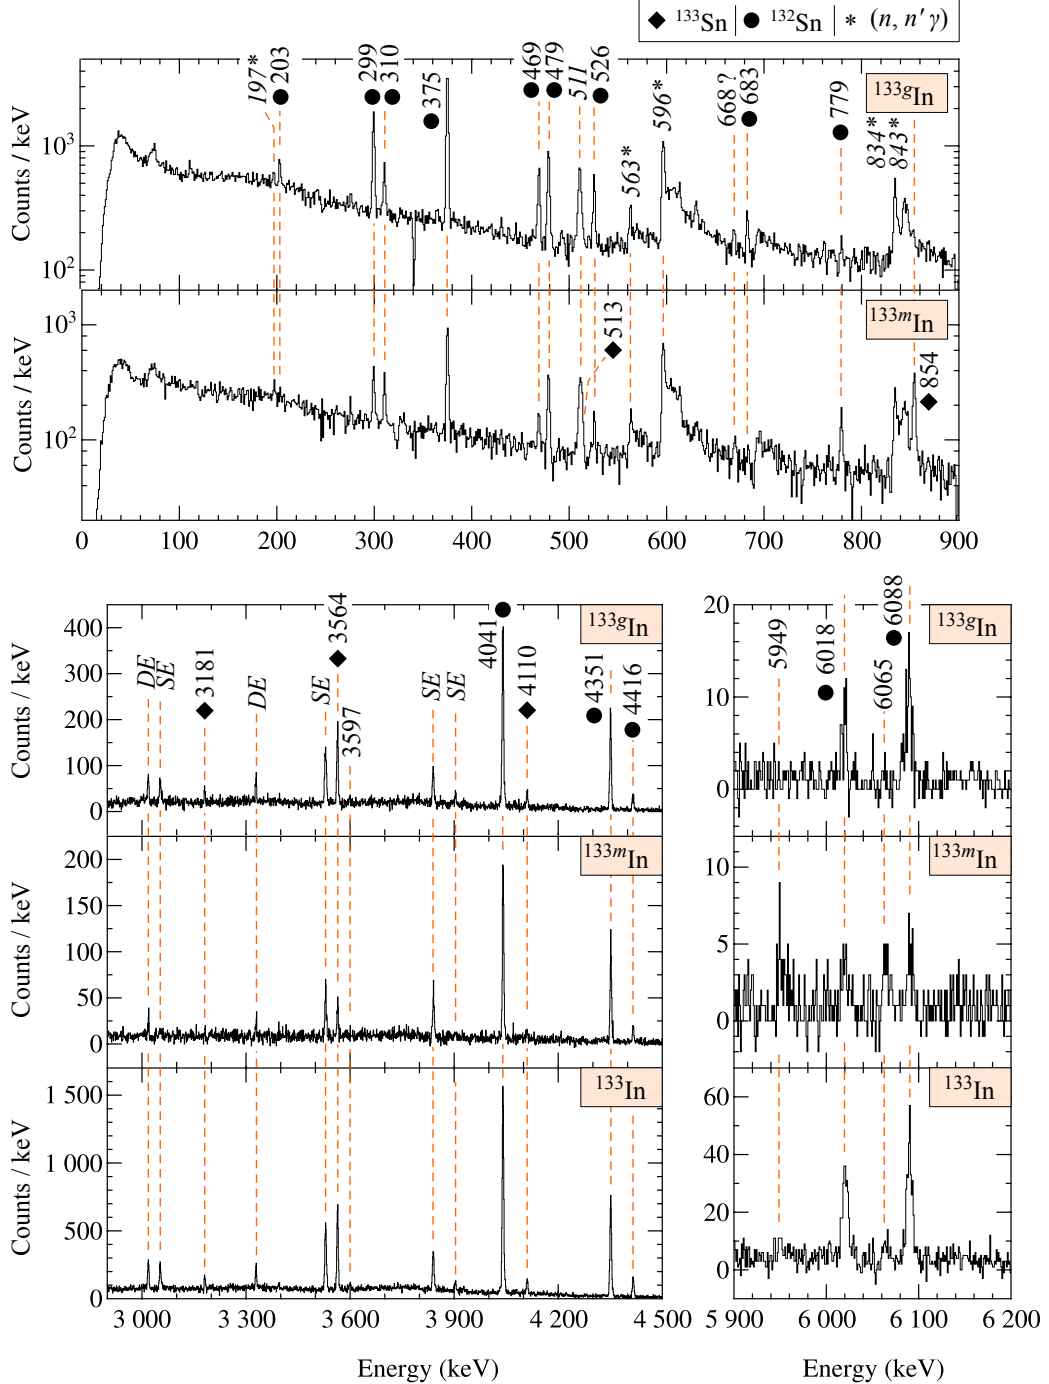 ◆ ¹³³Sn | ● ¹³²Sn | * (n, n′γ)
197*
203
299
310
375
469
479
511
526
563*
596*
668?
683
779
834*
843*
¹³³ᵍIn
Counts / keV
10³
10²
¹³³ᵐIn
513
854
Counts / keV
10³
10²
0 100 200 300 400 500 600 700 800 900
DE
SE
3181
DE
SE
3564
3597
SE
SE
4041
4110
4351
4416
¹³³ᵍIn
Counts / keV
400
300
200
100
0
¹³³ᵐIn
Counts / keV
200
150
100
50
0
¹³³In
Counts / keV
1 500
1 000
500
0
3 000 3 300 3 600 3 900 4 200 4 500
Energy (keV)
5949
6018
6065
6088
¹³³ᵍIn
20
10
0
¹³³ᵐIn
10
5
0
¹³³In
60
40
20
0
5 900 6 000 6 100 6 200
Energy (keV)